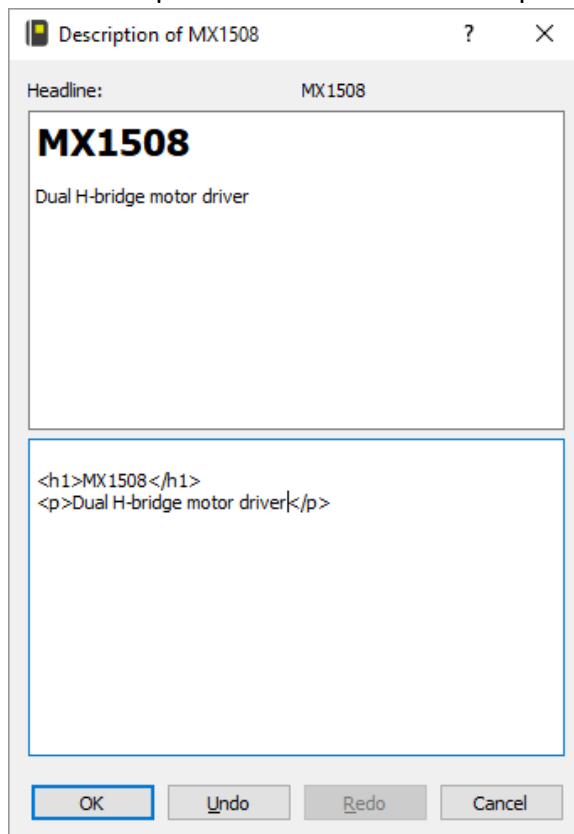 Description of MX1508 ? ×
Headline: MX1508
MX1508
Dual H-bridge motor driver
<h1>MX1508</h1>
<p>Dual H-bridge motor driver</p>
OK Undo Redo Cancel